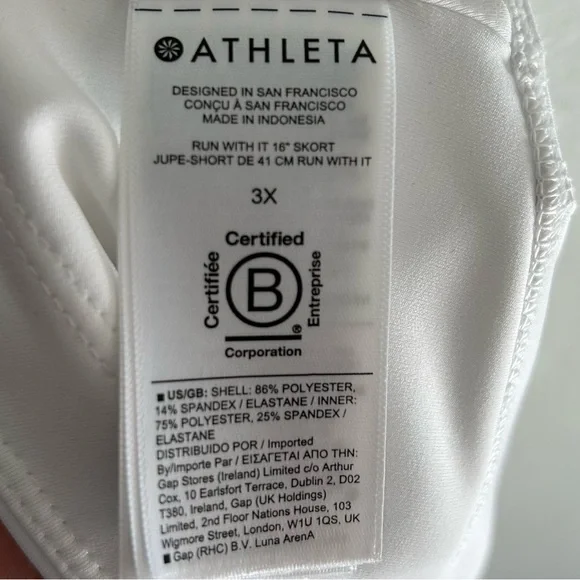 ATHLETA
DESIGNED IN SAN FRANCISCO
CONÇU À SAN FRANCISCO
MADE IN INDONESIA
RUN WITH IT 16" SKORT
JUPE-SHORT DE 41 CM RUN WITH IT
3X
Certified
Certifiée
B
Entreprise
®
Corporation
■ US/GB: SHELL: 86% POLYESTER,
14% SPANDEX / ELASTANE / INNER:
75% POLYESTER, 25% SPANDEX /
ELASTANE
DISTRIBUIDO POR / Imported
By/Importe Par / ΕΙΣΑΓΕΤΑΙ ΑΠΟ ΤΗΝ:
Gap Stores (Ireland) Limited c/o Arthur
Cox, 10 Earlsfort Terrace, Dublin 2, D02
T380, Ireland, Gap (UK Holdings)
Limited, 2nd Floor Nations House, 103
Wigmore Street, London, W1U 1QS, UK
■ Gap (RHC) B.V. Luna ArenA